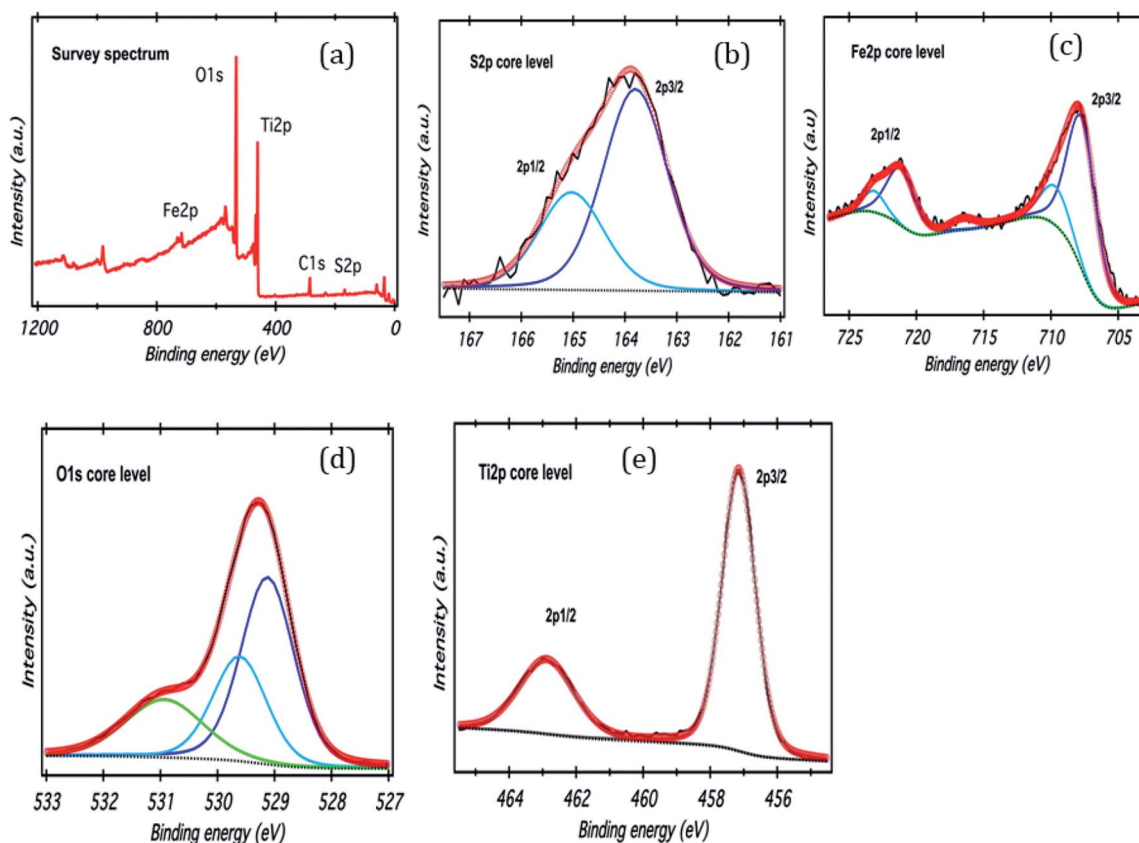 Survey spectrum
(a)
O1s
Ti2p
Fe2p
C1s S2p
Intensity (a.u.)
1200 800 400 0
Binding energy (eV)
S2p core level
(b)
2p3/2
2p1/2
Intensity (a.u.)
167 166 165 164 163 162 161
Binding energy (eV)
Fe2p core level
(c)
2p3/2
2p1/2
Intensity (a.u)
725 720 715 710 705
Binding energy (eV)
O1s core level
(d)
Intensity (a.u.)
533 532 531 530 529 528 527
Binding energy (eV)
Ti2p core level
(e)
2p3/2
2p1/2
Intensity (a.u.)
464 462 460 458 456
Binding energy (eV)